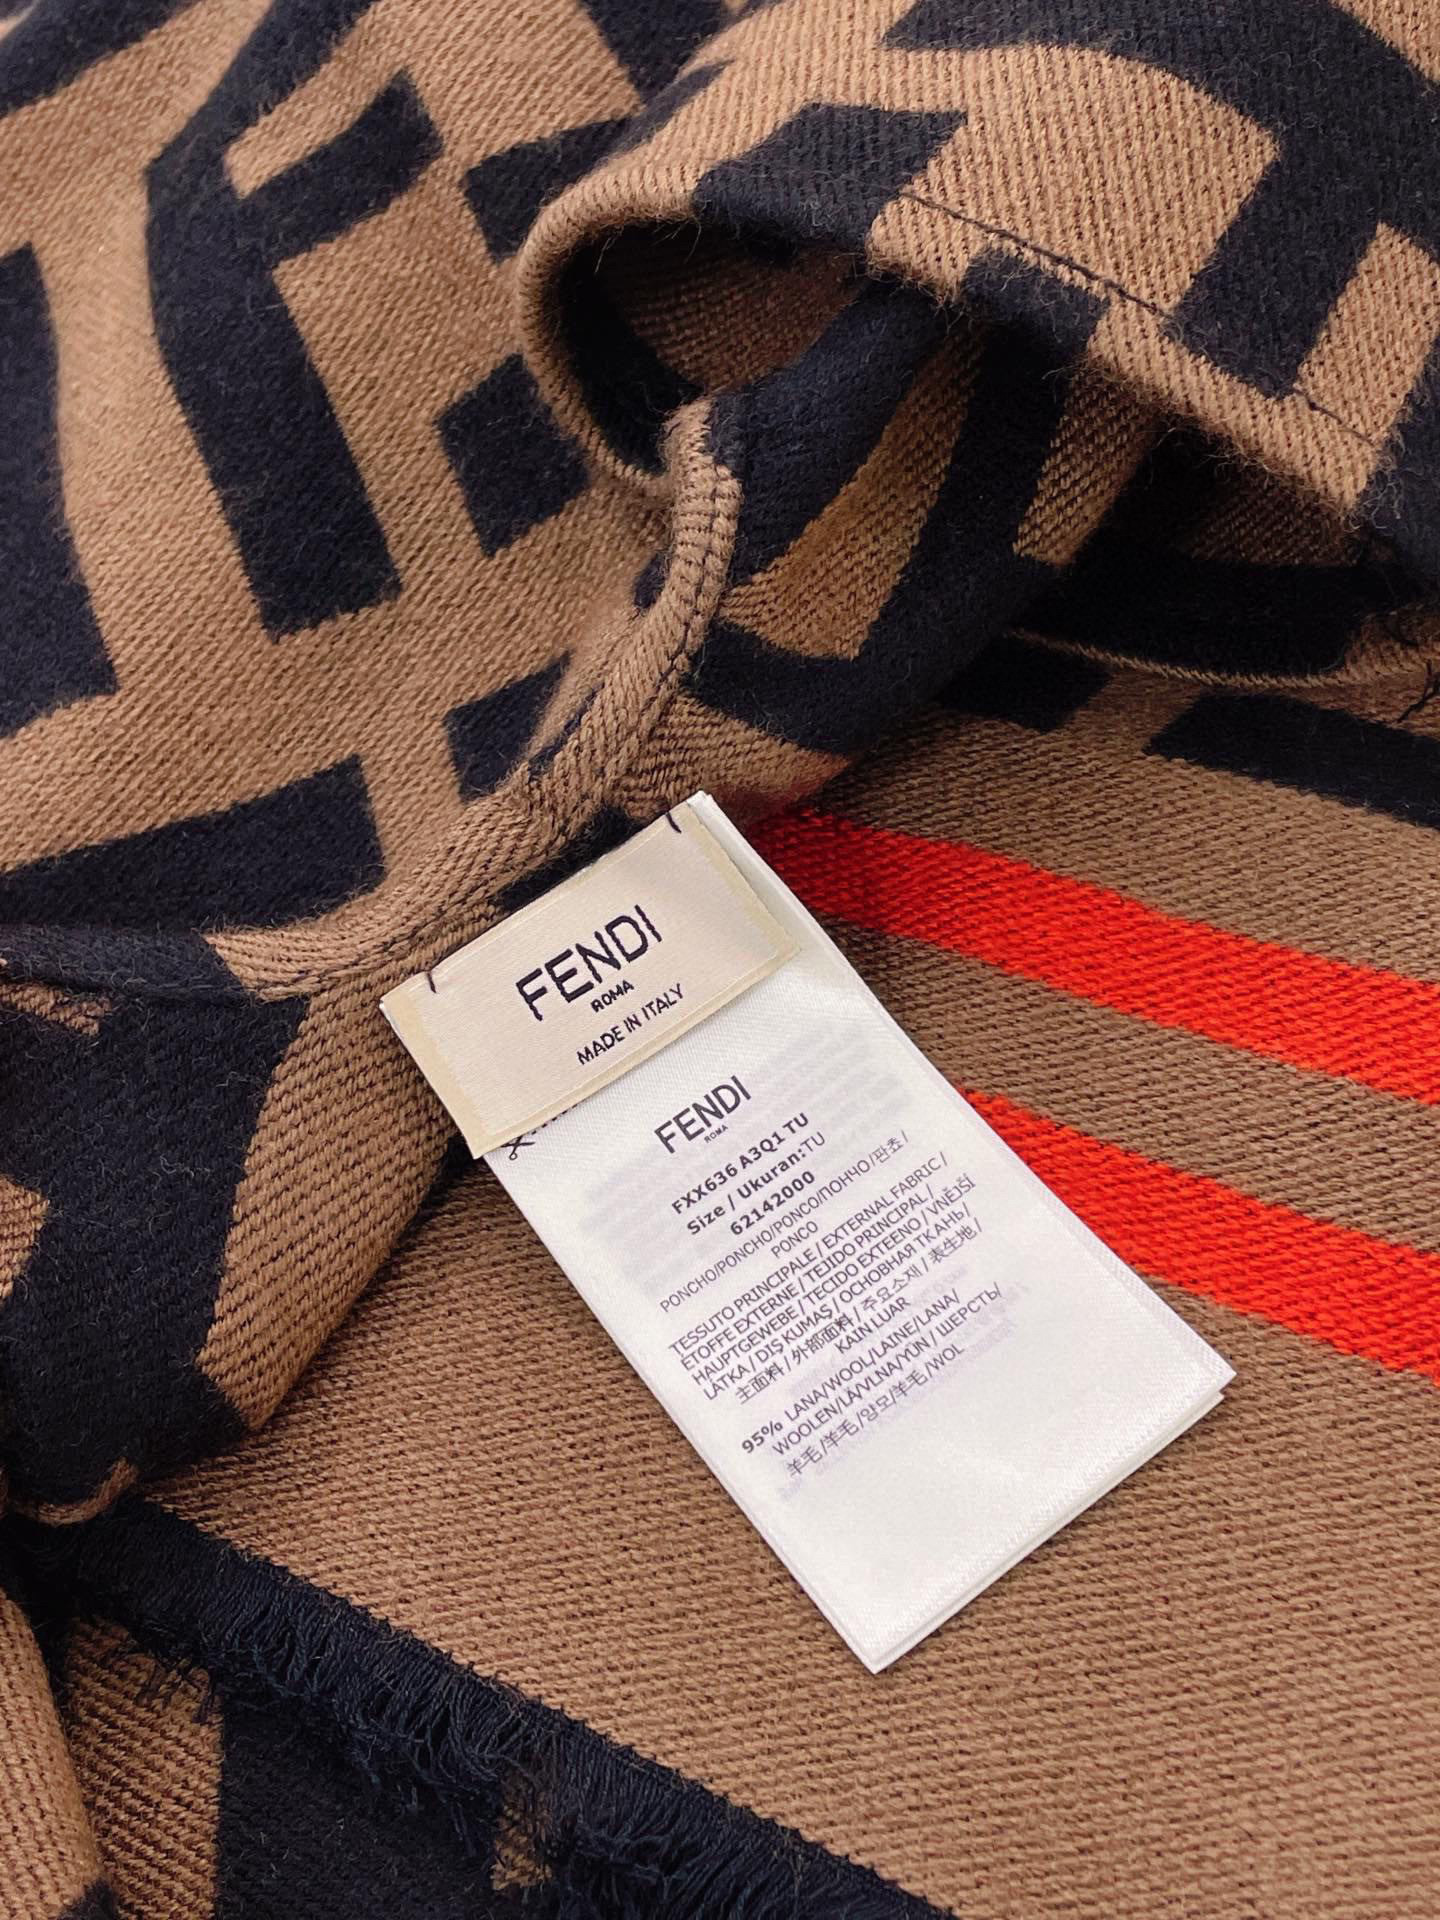 FENDI
ROMA
MADE IN ITALY
FENDI
ROMA
FXX636 A3Q1 TU
Size / Ukuran:TU
62142000
PONCHO/PONCHO/PONCO/ПОНЧО/판쵸/
PONCO
TESSUTO PRINCIPALE / EXTERNAL FABRIC /
ÉTOFFE EXTERNE / TEJIDO PRINCIPAL /
HAUPTGEWEBE / TECIDO EXTEENO / VNĚJŠÍ
LÁTKA / DIŞ KUMAŞ / ОСНОВНАЯ ТКАНЬ /
主面料 / 外部面料 / 주요 소재 / 表生地 /
KAIN LUAR
95% LANA/WOOL/LAINE/LANA/
WOOLEN/LÃ/VLNA/YÜN/ШЕРСТЬ/
羊毛/羊毛/양모/羊毛/WOL